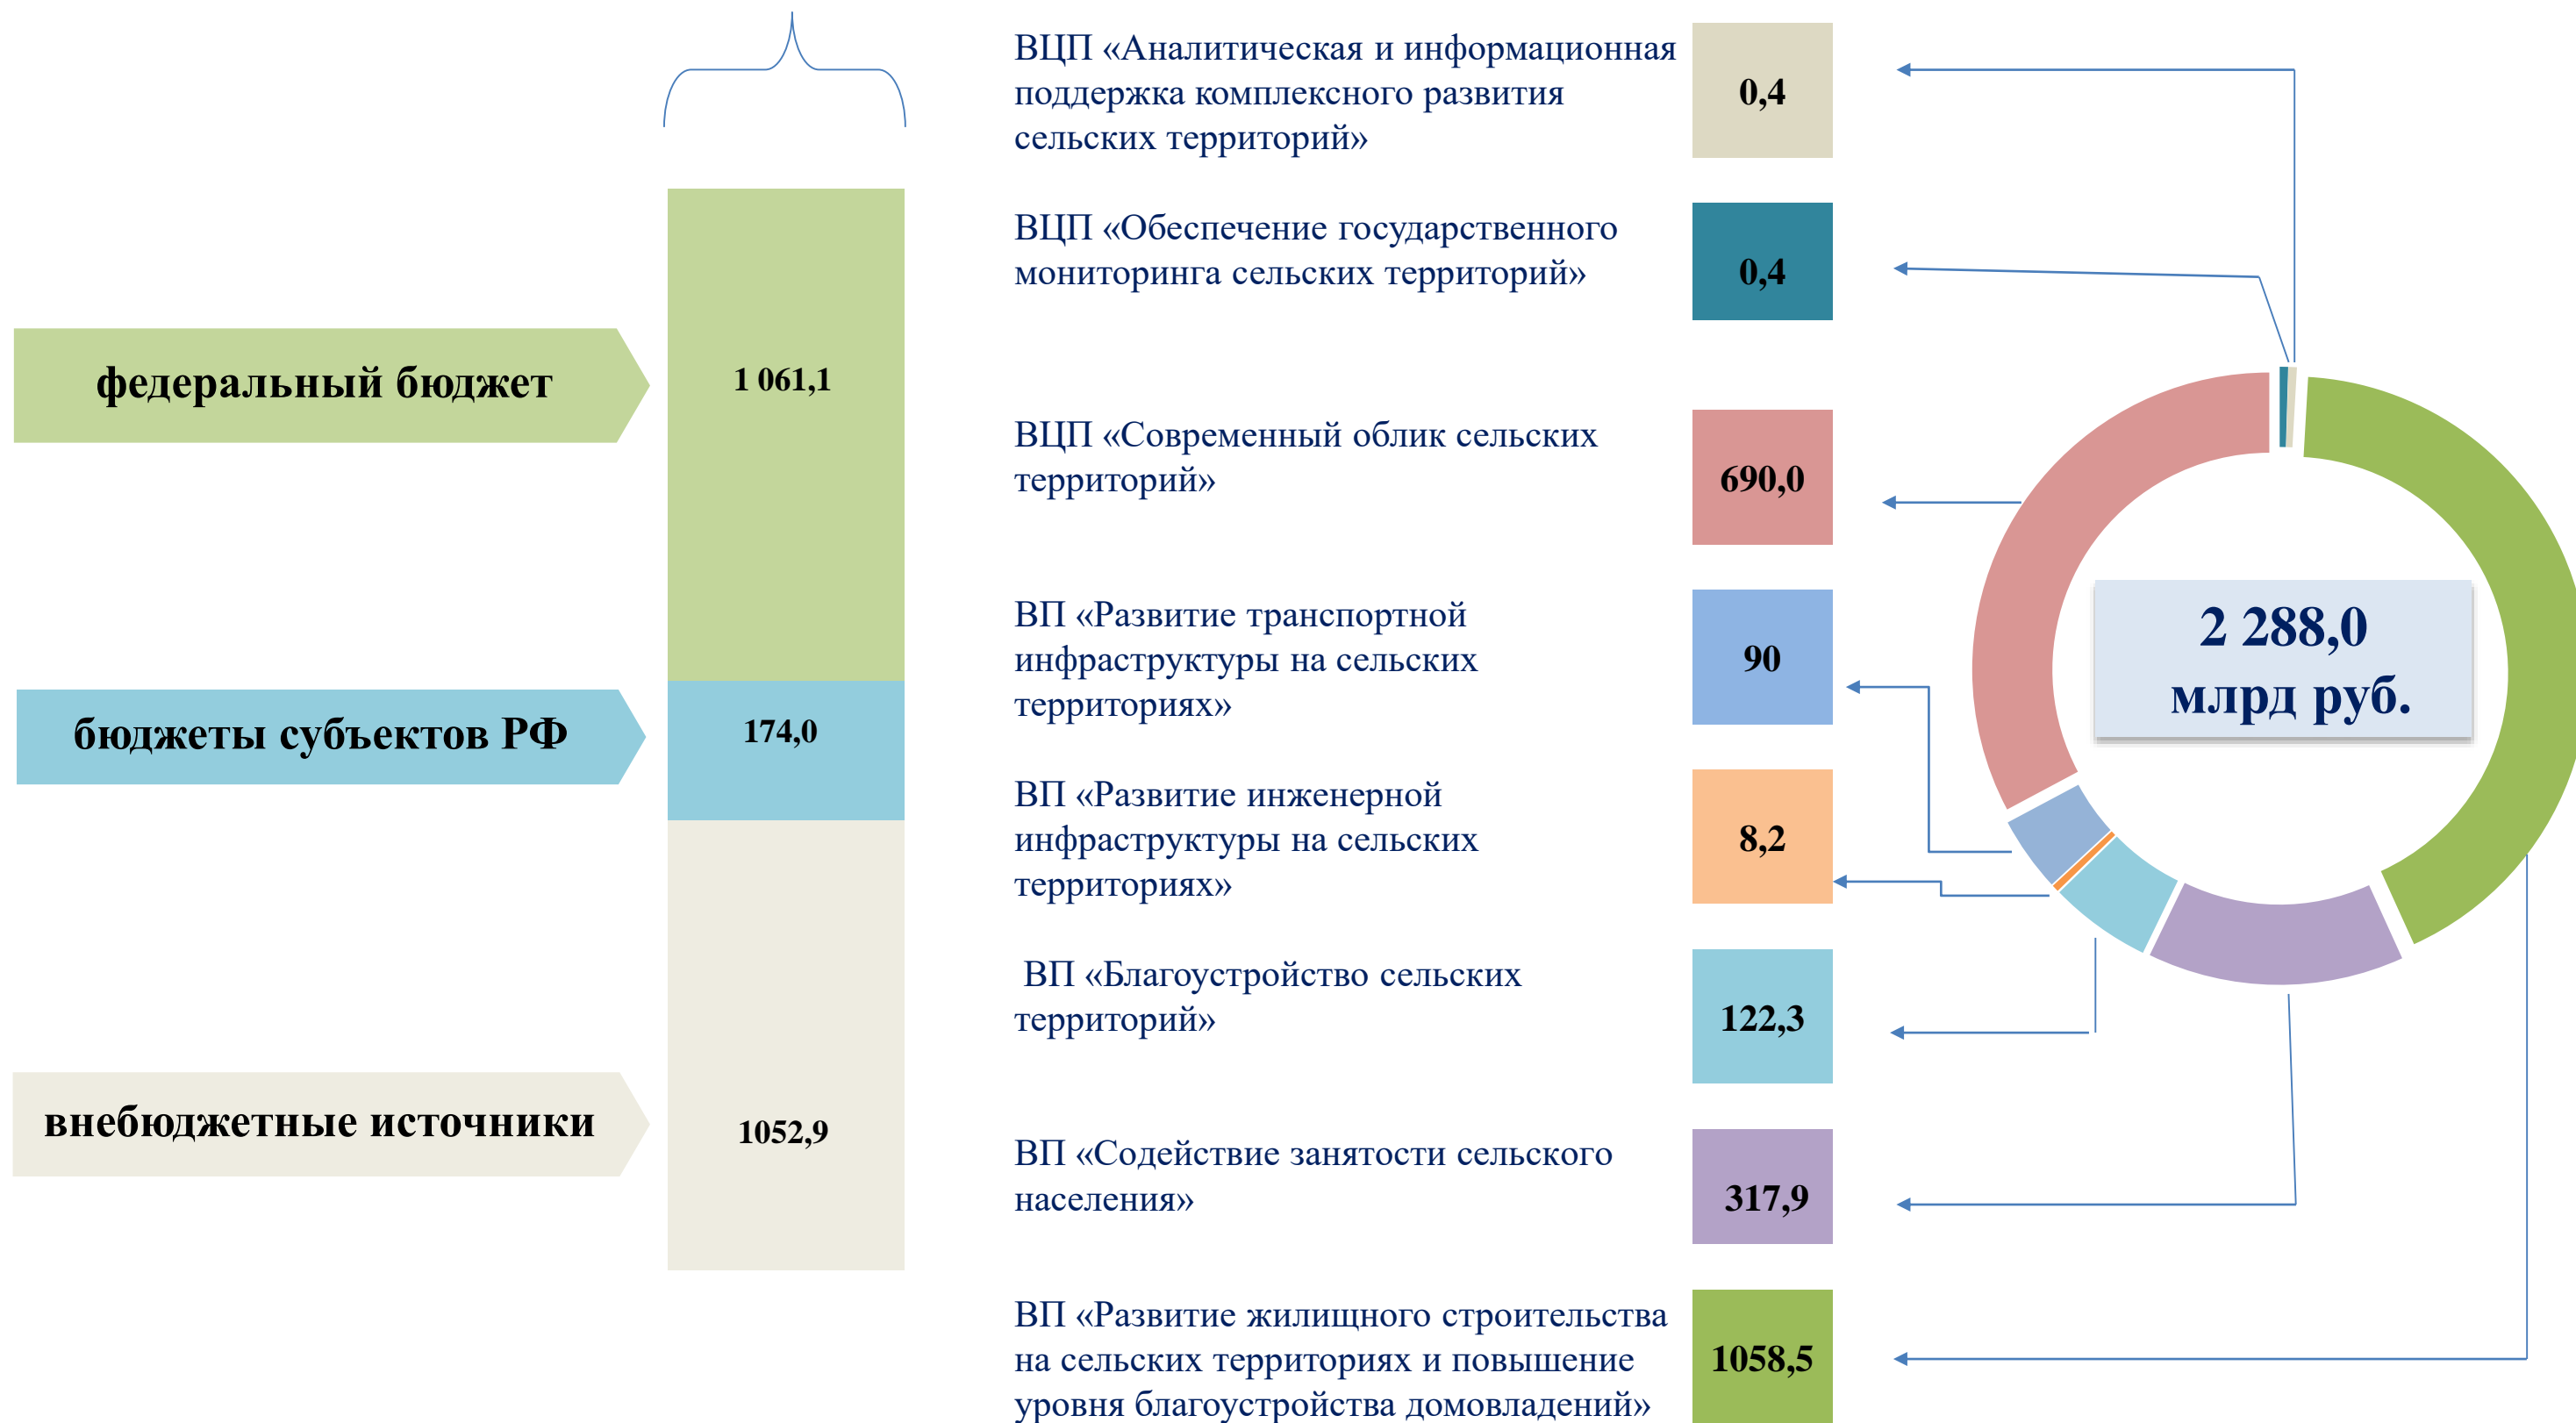 федеральный бюджет
бюджеты субъектов РФ
внебюджетные источники
1 061,1
174,0
1052,9
ВЦП «Аналитическая и информационная
поддержка комплексного развития
сельских территорий»
0,4
ВЦП «Обеспечение государственного
мониторинга сельских территорий»
0,4
ВЦП «Современный облик сельских
территорий»
690,0
ВП «Развитие транспортной
инфраструктуры на сельских
территориях»
90
ВП «Развитие инженерной
инфраструктуры на сельских
территориях»
8,2
ВП «Благоустройство сельских
территорий»
122,3
ВП «Содействие занятости сельского
населения»
317,9
ВП «Развитие жилищного строительства
на сельских территориях и повышение
уровня благоустройства домовладений»
1058,5
2 288,0
млрд руб.